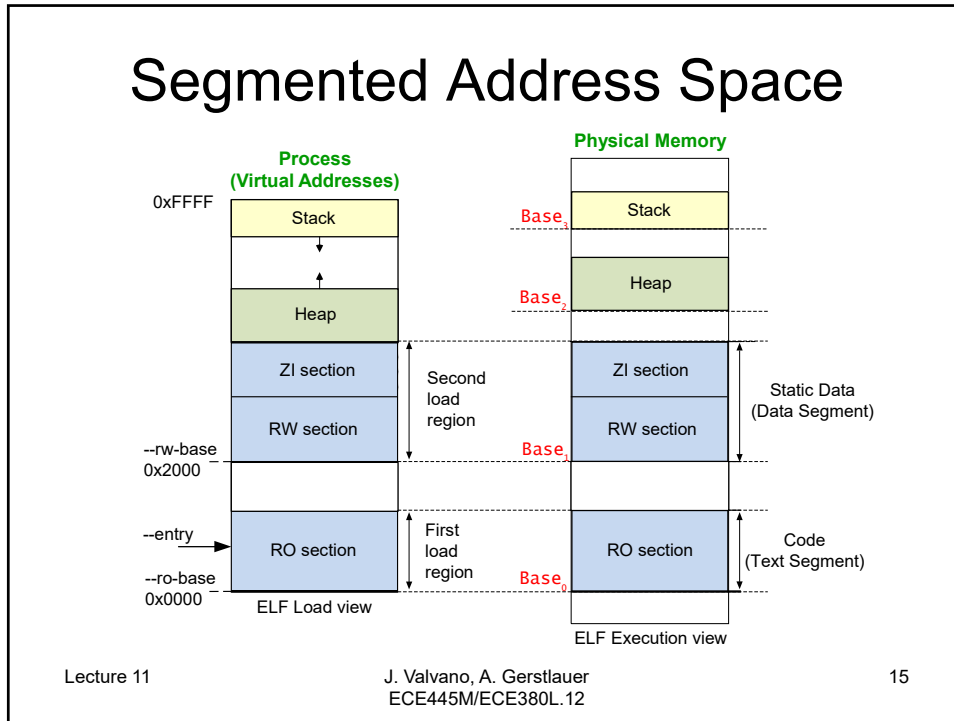 Segmented Address Space
Process
(Virtual Addresses)
0xFFFF
Stack
Heap
ZI section
RW section
Second
load
region
--rw-base
0x2000
--entry
RO section
First
load
region
--ro-base
0x0000
ELF Load view
Physical Memory
Base₃
Stack
Base₂
Heap
ZI section
RW section
Base₁
Static Data
(Data Segment)
RO section
Base₀
Code
(Text Segment)
ELF Execution view
Lecture 11
J. Valvano, A. Gerstlauer
ECE445M/ECE380L.12
15